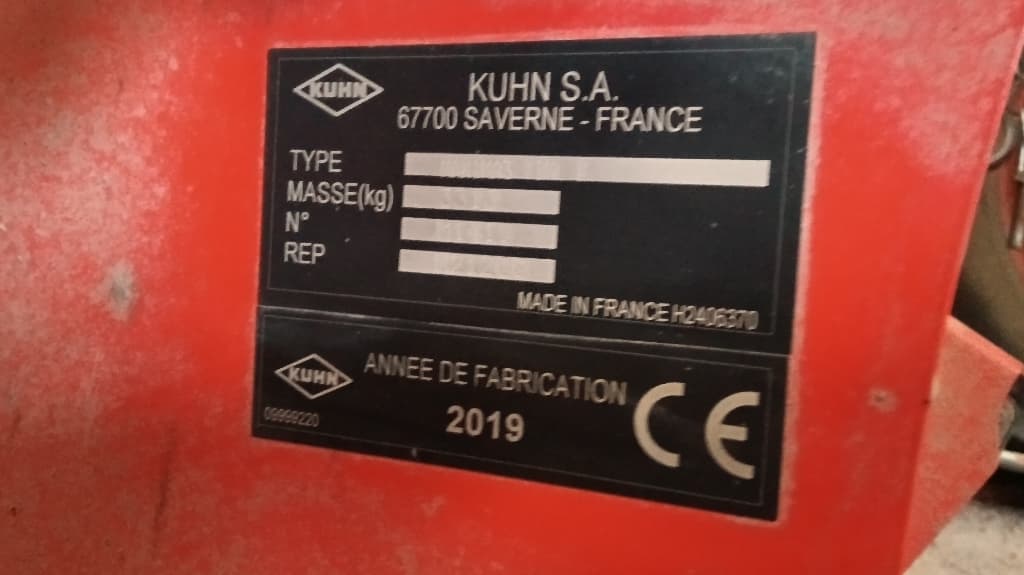 KUHN
KUHN S.A.
67700 SAVERNE - FRANCE
TYPE
MASSE(kg)
N°
REP
MADE IN FRANCE H2406370
KUHN
ANNEE DE FABRICATION
2019
CE
09999220